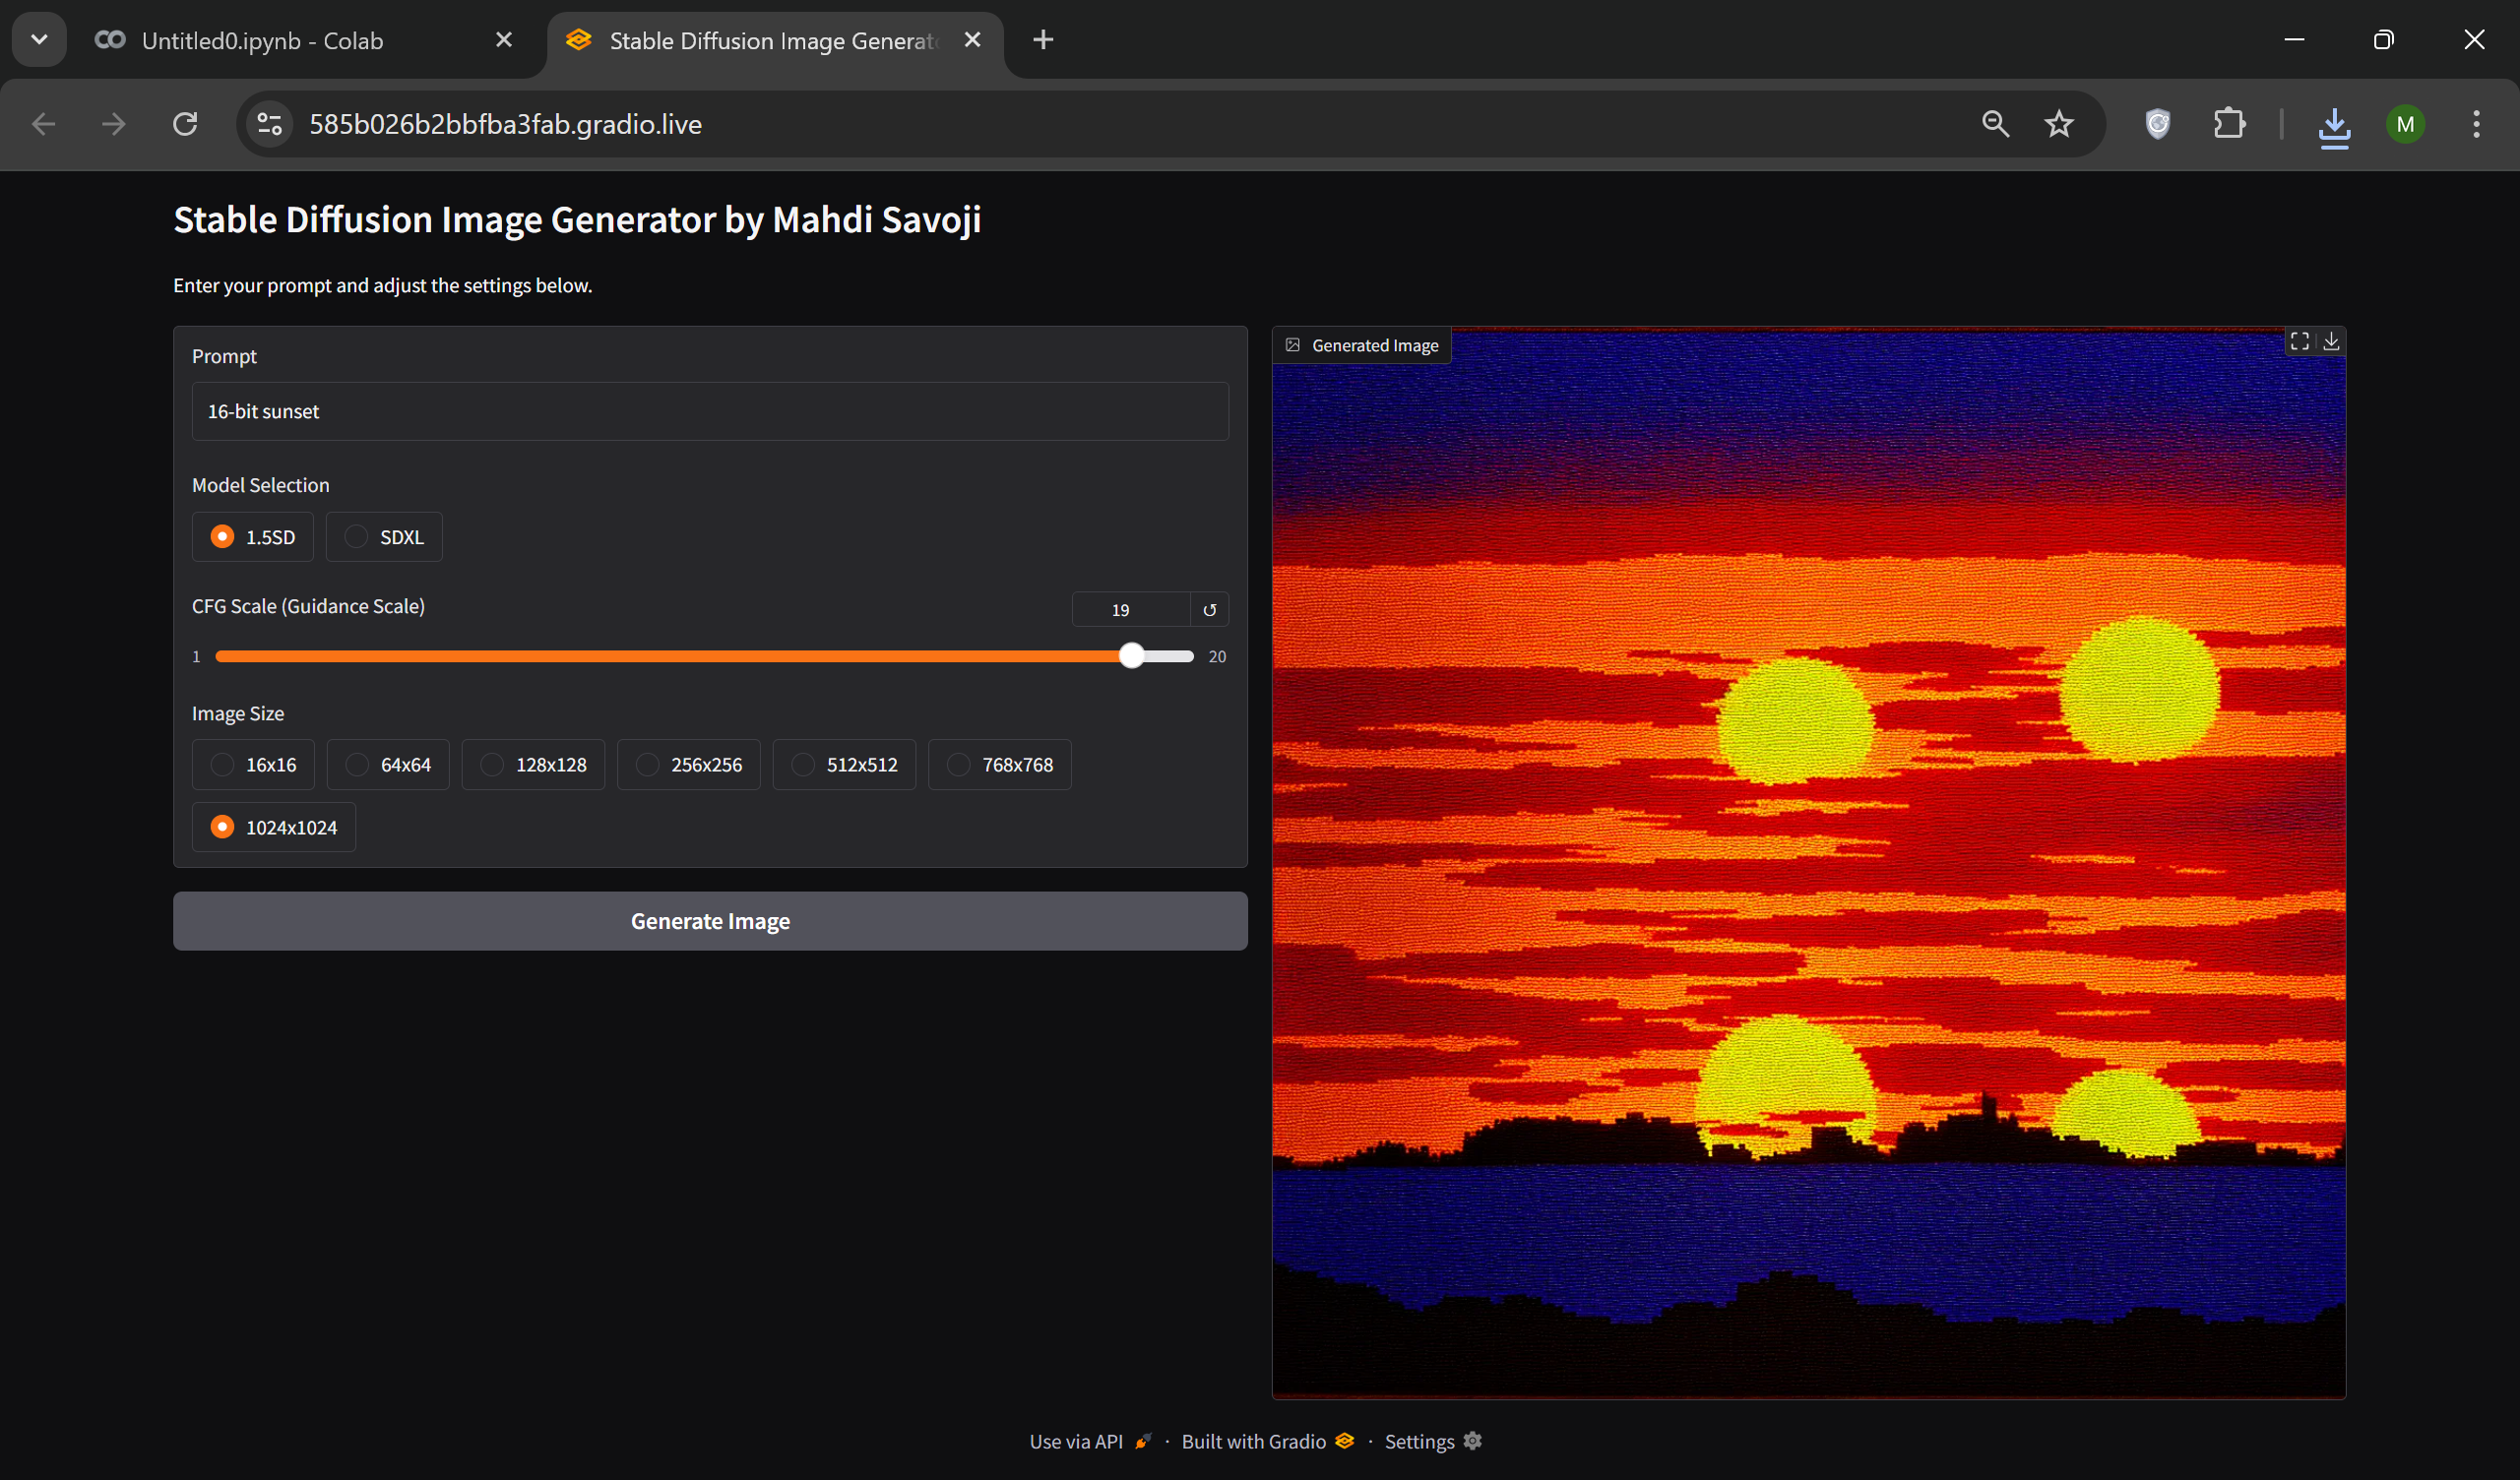 Untitled0.ipynb - Colab
Stable Diffusion Image Generat
585b026b2bbfba3fab.gradio.live
M
Stable Diffusion Image Generator by Mahdi Savoji
Enter your prompt and adjust the settings below.
Prompt
16-bit sunset
Model Selection
1.5SD SDXL
CFG Scale (Guidance Scale) 19
1 20
Image Size
16x16 64x64 128x128 256x256 512x512 768x768
1024x1024
Generate Image
Generated Image
Use via API · Built with Gradio · Settings